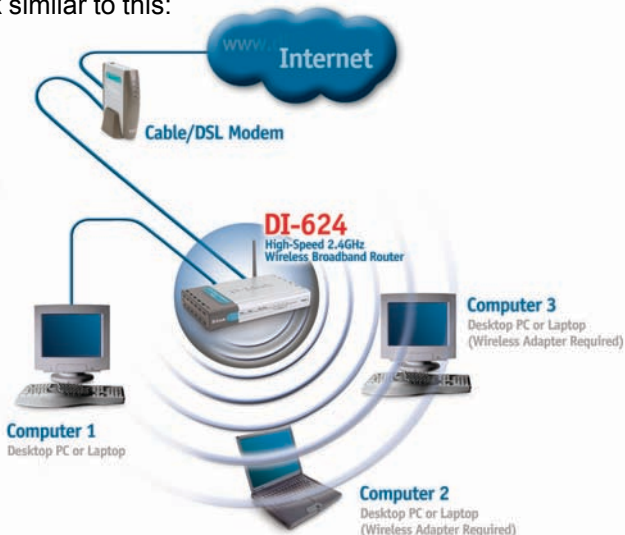 similar to this:
www.
Internet
Cable/DSL Modem
DI-624
High-Speed 2.4GHz
Wireless Broadband Router
D-Link
Computer 3
Desktop PC or Laptop
(Wireless Adapter Required)
Computer 1
Desktop PC or Laptop
Computer 2
Desktop PC or Laptop
(Wireless Adapter Required)